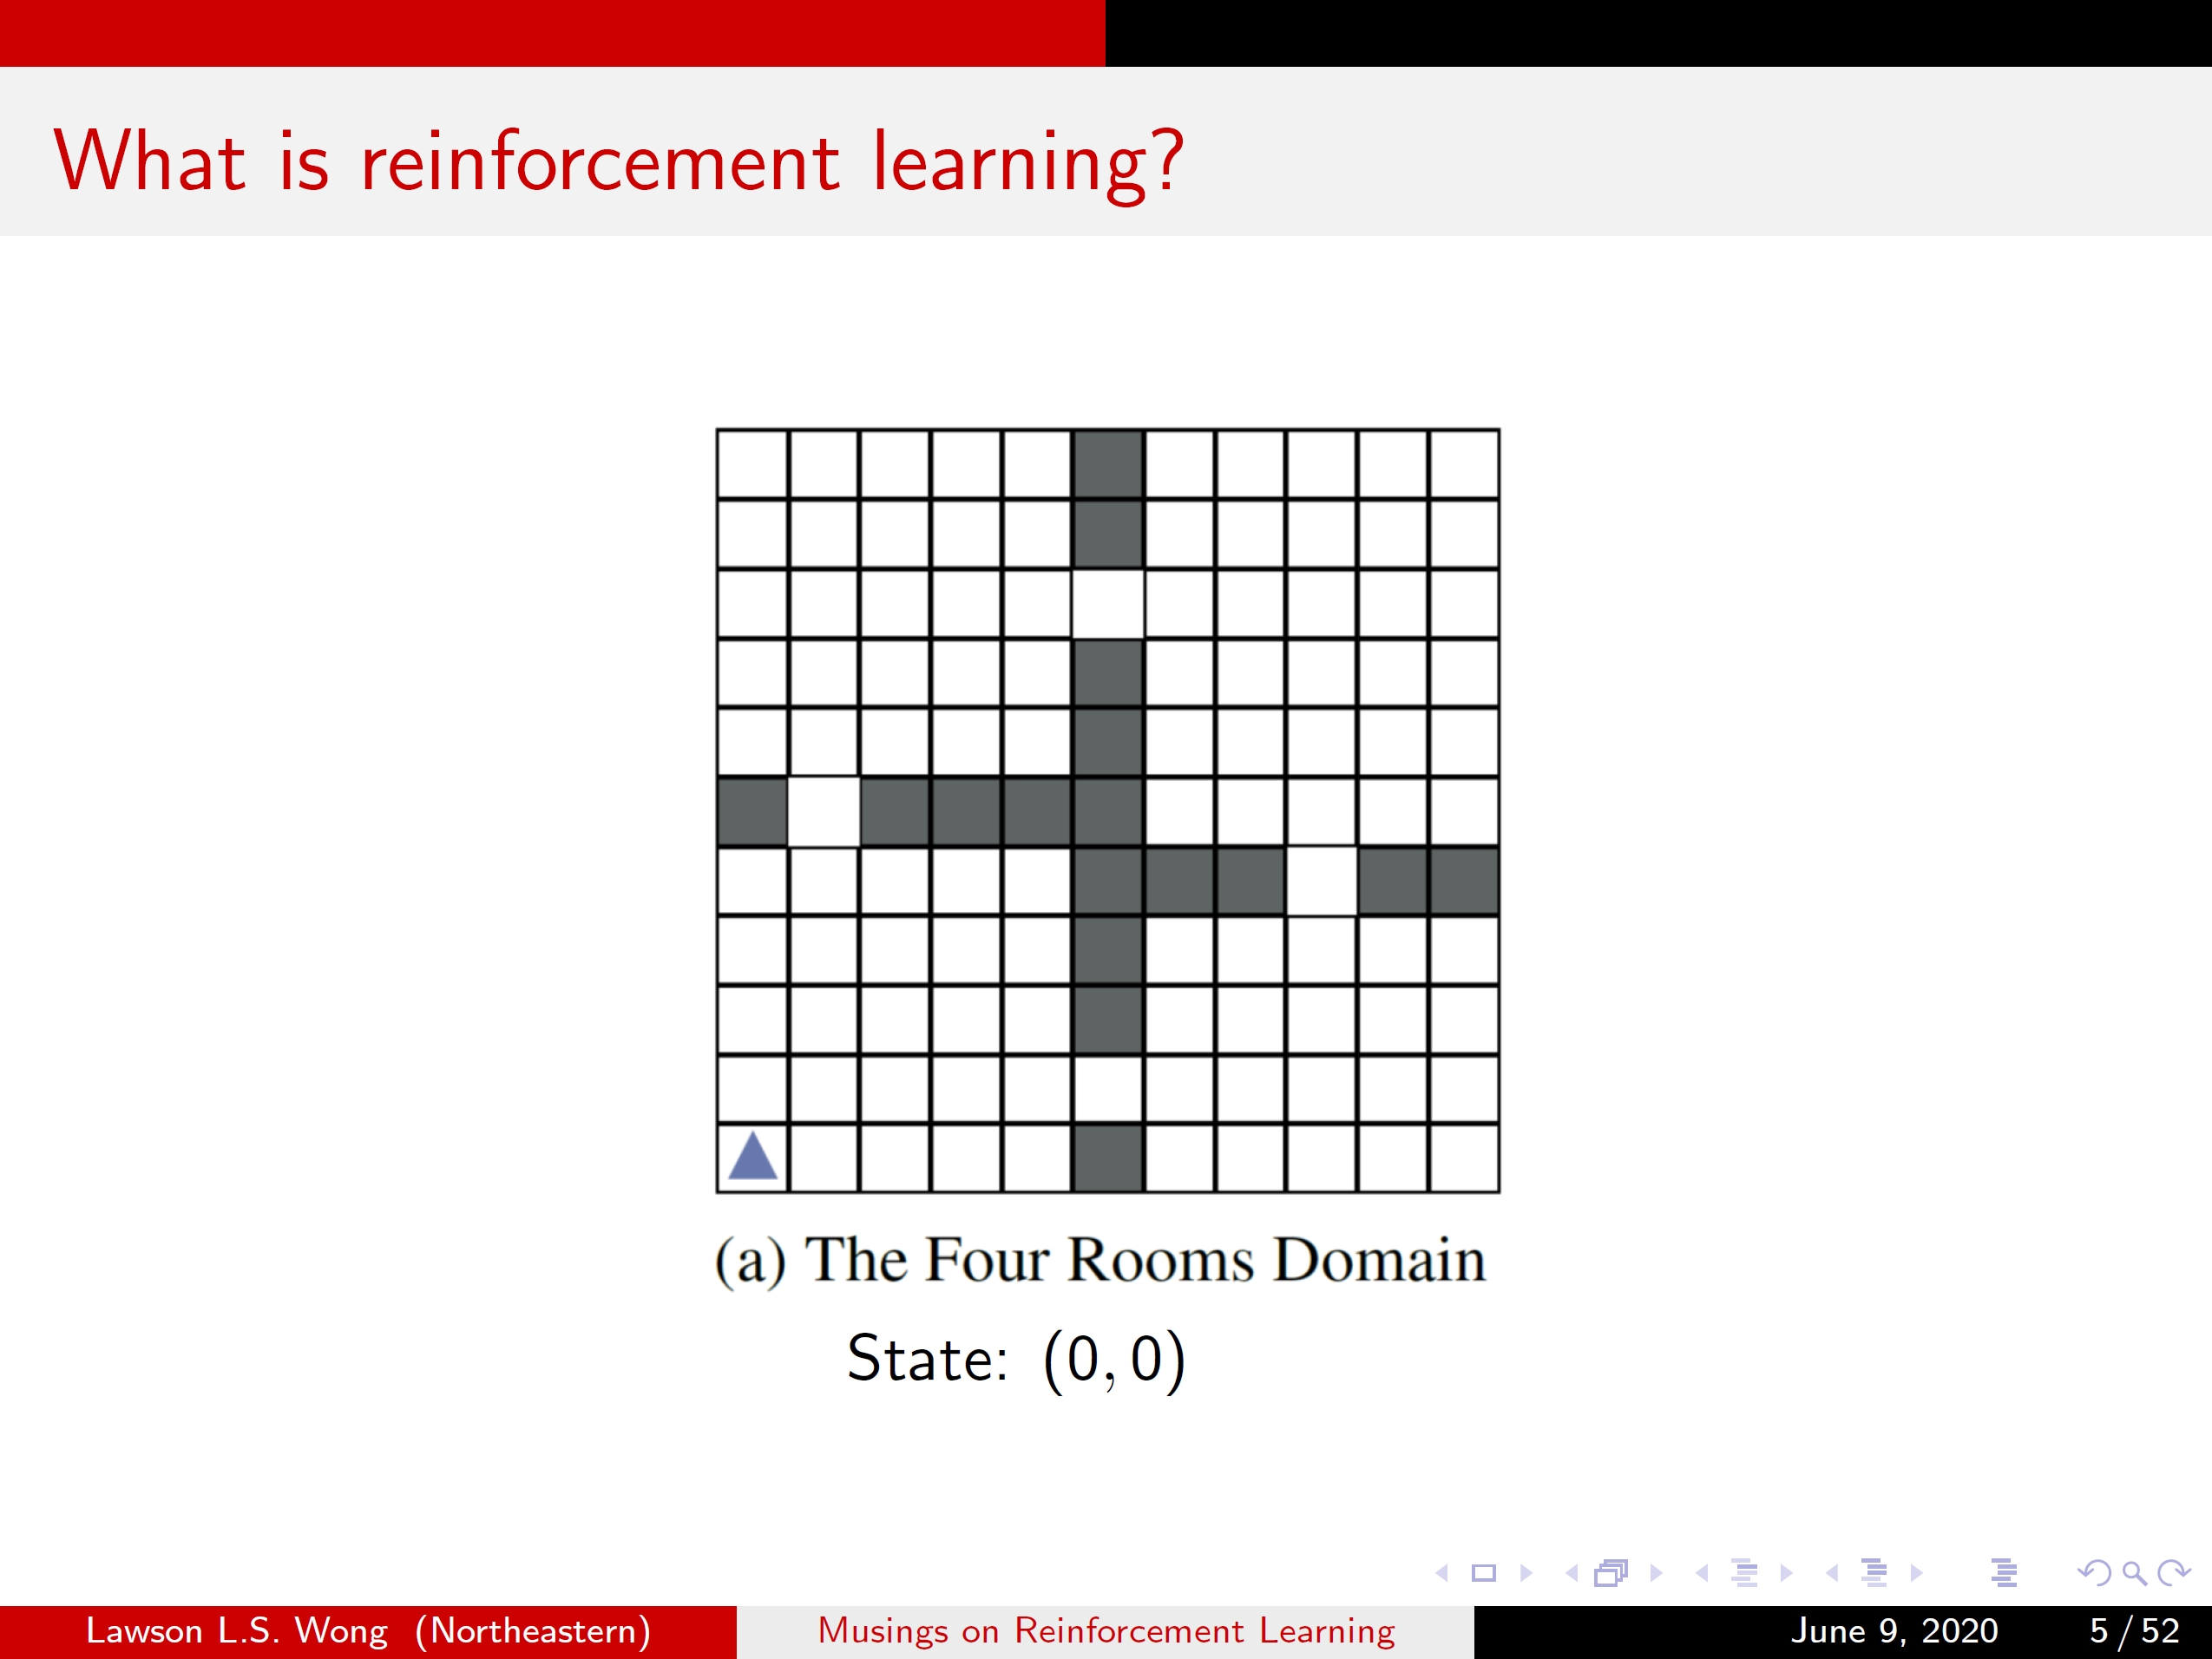 What is reinforcement learning?
(a) The Four Rooms Domain
State: (0, 0)
Lawson L.S. Wong (Northeastern)
Musings on Reinforcement Learning
June 9, 2020
5 / 52